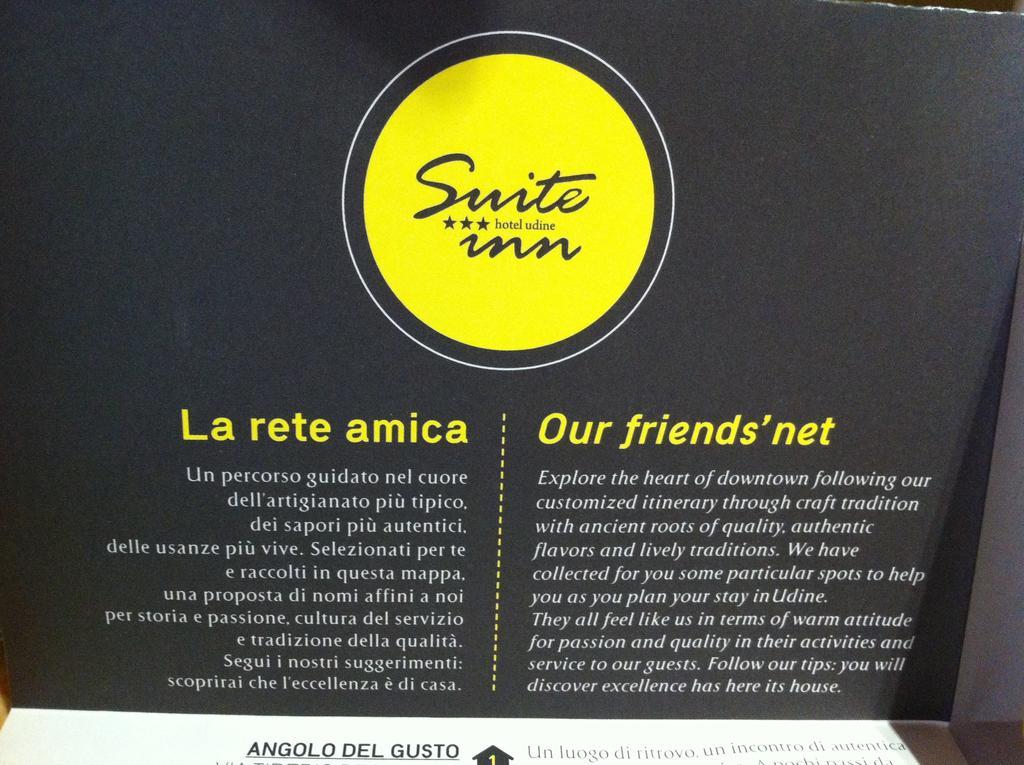 Suite
★★★ hotel udine
inn
La rete amica
Un percorso guidato nel cuore
dell'artigianato più tipico,
dei sapori più autentici,
delle usanze più vive. Selezionati per te
e raccolti in questa mappa,
una proposta di nomi affini a noi
per storia e passione, cultura del servizio
e tradizione della qualità.
Segui i nostri suggerimenti:
scoprirai che l'eccellenza è di casa.
Our friends'net
Explore the heart of downtown following our
customized itinerary through craft tradition
with ancient roots of quality, authentic
flavors and lively traditions. We have
collected for you some particular spots to help
you as you plan your stay in Udine.
They all feel like us in terms of warm attitude
for passion and quality in their activities and
service to our guests. Follow our tips: you will
discover excellence has here its house.
ANGOLO DEL GUSTO
1
Un luogo di ritrovo, un incontro di autentica
A pochi passi da